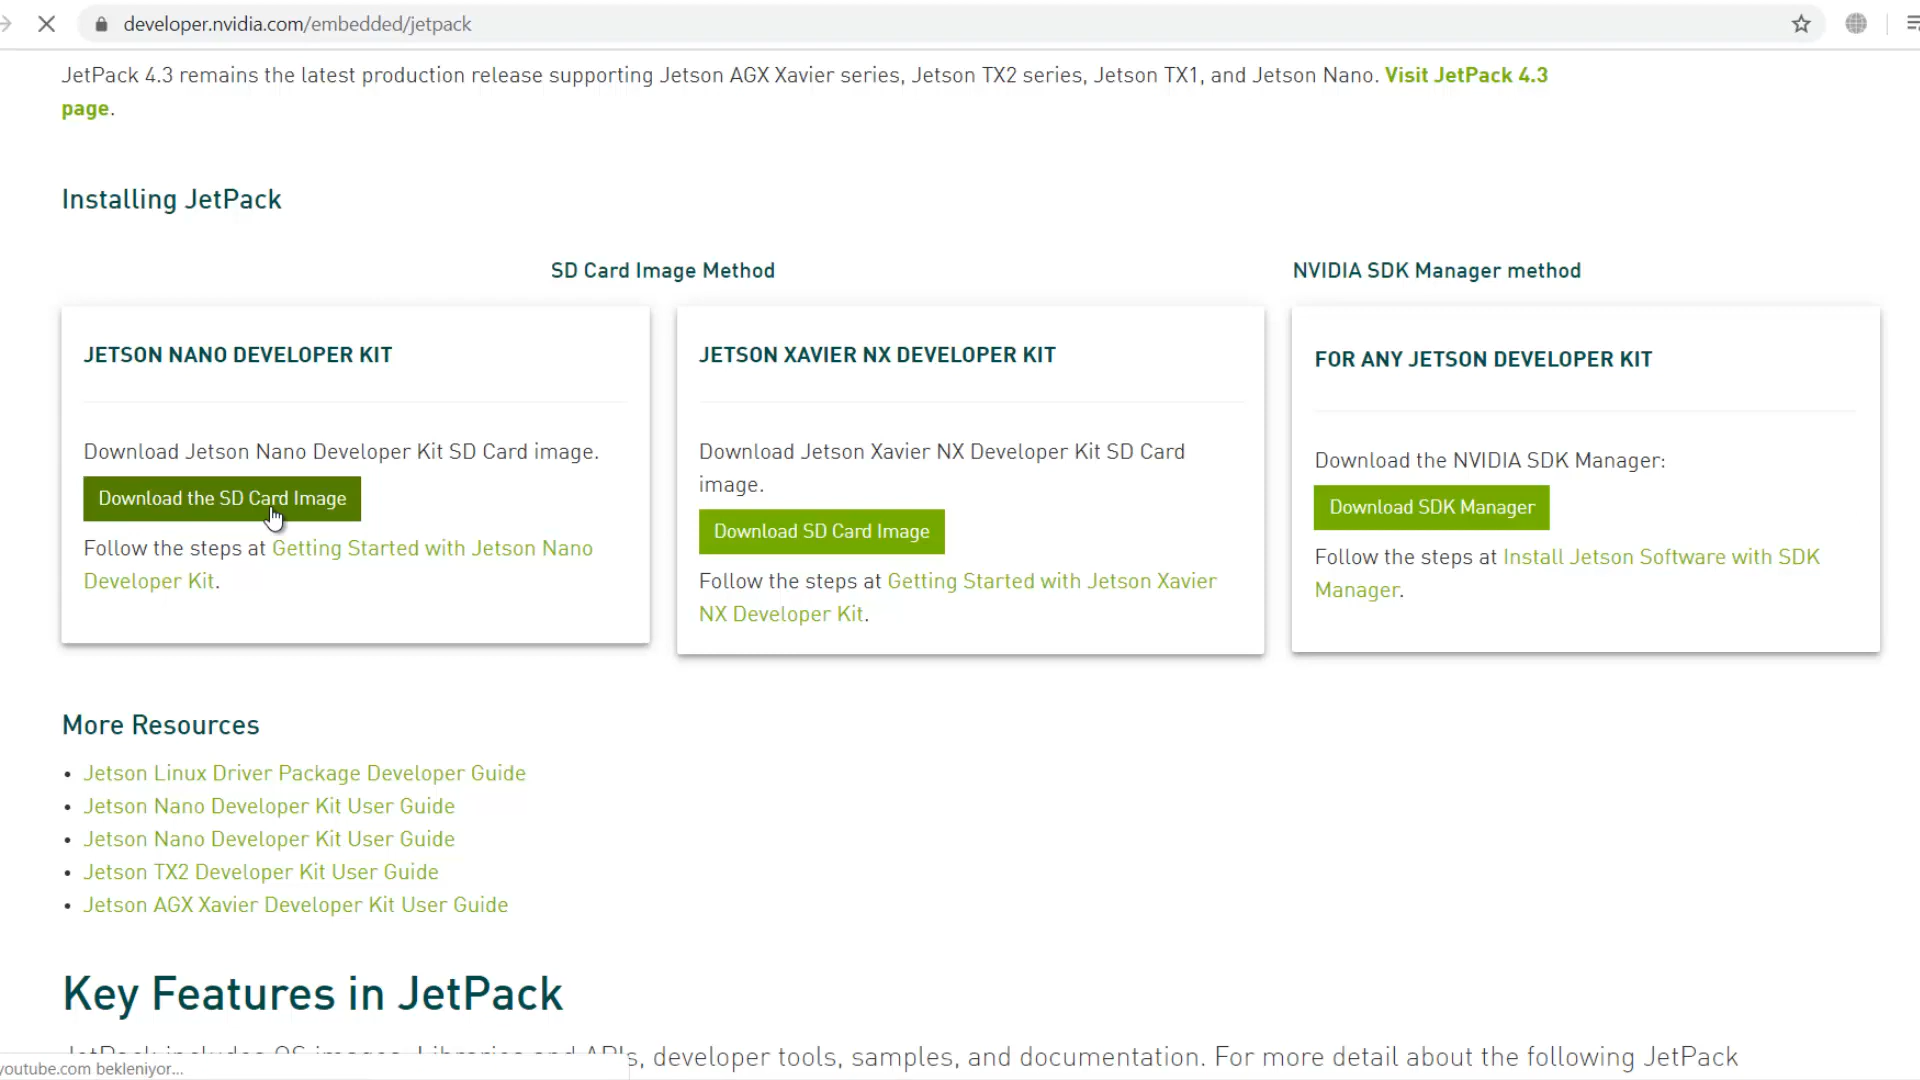 developer.nvidia.com/embedded/jetpack
JetPack 4.3 remains the latest production release supporting Jetson AGX Xavier series, Jetson TX2 series, Jetson TX1, and Jetson Nano. Visit JetPack 4.3
page.
Installing JetPack
SD Card Image Method
NVIDIA SDK Manager method
JETSON NANO DEVELOPER KIT
Download Jetson Nano Developer Kit SD Card image.
Download the SD Card Image
Follow the steps at Getting Started with Jetson Nano
Developer Kit.
JETSON XAVIER NX DEVELOPER KIT
Download Jetson Xavier NX Developer Kit SD Card
image.
Download SD Card Image
Follow the steps at Getting Started with Jetson Xavier
NX Developer Kit.
FOR ANY JETSON DEVELOPER KIT
Download the NVIDIA SDK Manager:
Download SDK Manager
Follow the steps at Install Jetson Software with SDK
Manager.
More Resources
• Jetson Linux Driver Package Developer Guide
• Jetson Nano Developer Kit User Guide
• Jetson Nano Developer Kit User Guide
• Jetson TX2 Developer Kit User Guide
• Jetson AGX Xavier Developer Kit User Guide
Key Features in JetPack
JetPack includes OS images, Libraries and APIs, developer tools, samples, and documentation. For more detail about the following JetPack
youtube.com bekleniyor...